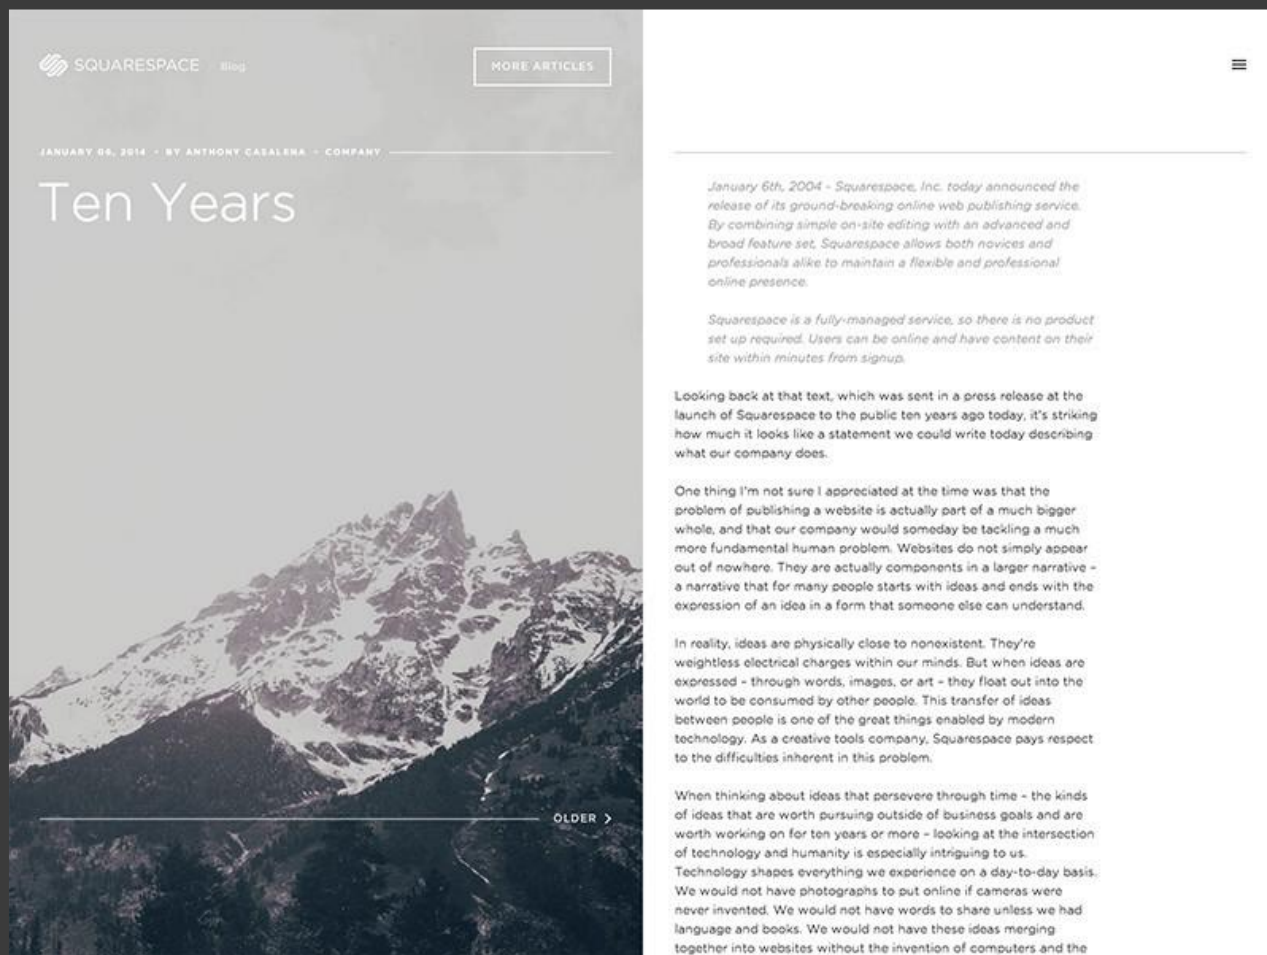 SQUARESPACE Blog
MORE ARTICLES
JANUARY 06, 2014 • BY ANTHONY CASALENA • COMPANY
Ten Years
OLDER
January 6th, 2004 - Squarespace, Inc. today announced the
release of its ground-breaking online web publishing service.
By combining simple on-site editing with an advanced and
broad feature set, Squarespace allows both novices and
professionals alike to maintain a flexible and professional
online presence.
Squarespace is a fully-managed service, so there is no product
set up required. Users can be online and have content on their
site within minutes from signup.
Looking back at that text, which was sent in a press release at the
launch of Squarespace to the public ten years ago today, it's striking
how much it looks like a statement we could write today describing
what our company does.
One thing I'm not sure I appreciated at the time was that the
problem of publishing a website is actually part of a much bigger
whole, and that our company would someday be tackling a much
more fundamental human problem. Websites do not simply appear
out of nowhere. They are actually components in a larger narrative –
a narrative that for many people starts with ideas and ends with the
expression of an idea in a form that someone else can understand.
In reality, ideas are physically close to nonexistent. They're
weightless electrical charges within our minds. But when ideas are
expressed – through words, images, or art – they float out into the
world to be consumed by other people. This transfer of ideas
between people is one of the great things enabled by modern
technology. As a creative tools company, Squarespace pays respect
to the difficulties inherent in this problem.
When thinking about ideas that persevere through time – the kinds
of ideas that are worth pursuing outside of business goals and are
worth working on for ten years or more – looking at the intersection
of technology and humanity is especially intriguing to us.
Technology shapes everything we experience on a day-to-day basis.
We would not have photographs to put online if cameras were
never invented. We would not have words to share unless we had
language and books. We would not have these ideas merging
together into websites without the invention of computers and the